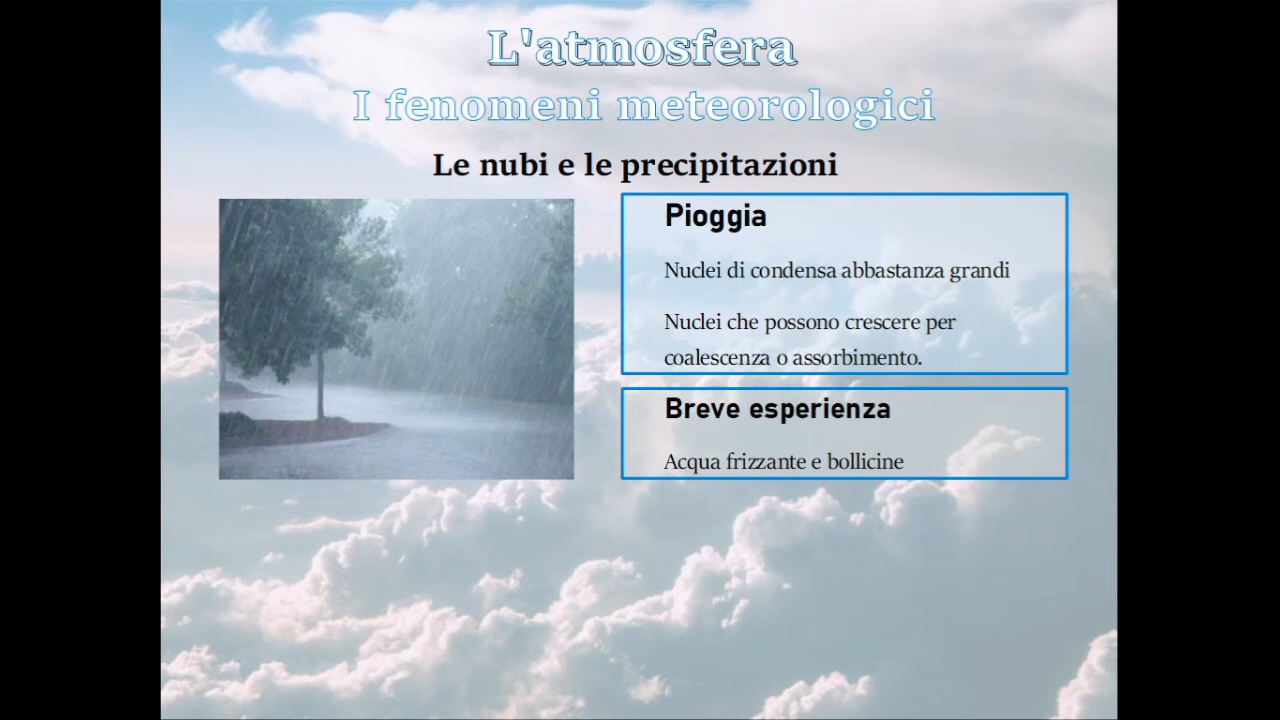 L'atmosfera
I fenomeni meteorologici
Le nubi e le precipitazioni
Pioggia
Nuclei di condensa abbastanza grandi
Nuclei che possono crescere per
coalescenza o assorbimento.
Breve esperienza
Acqua frizzante e bollicine